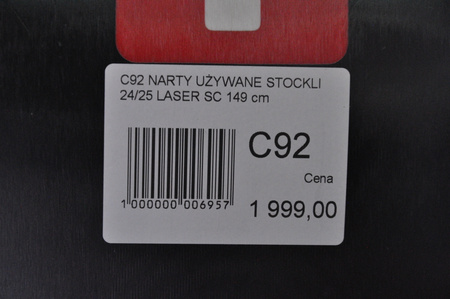 C92 NARTY UŻYWANE STOCKLI
24/25 LASER SC 149 cm
C92
Cena
1 000000 006957
1 999,00